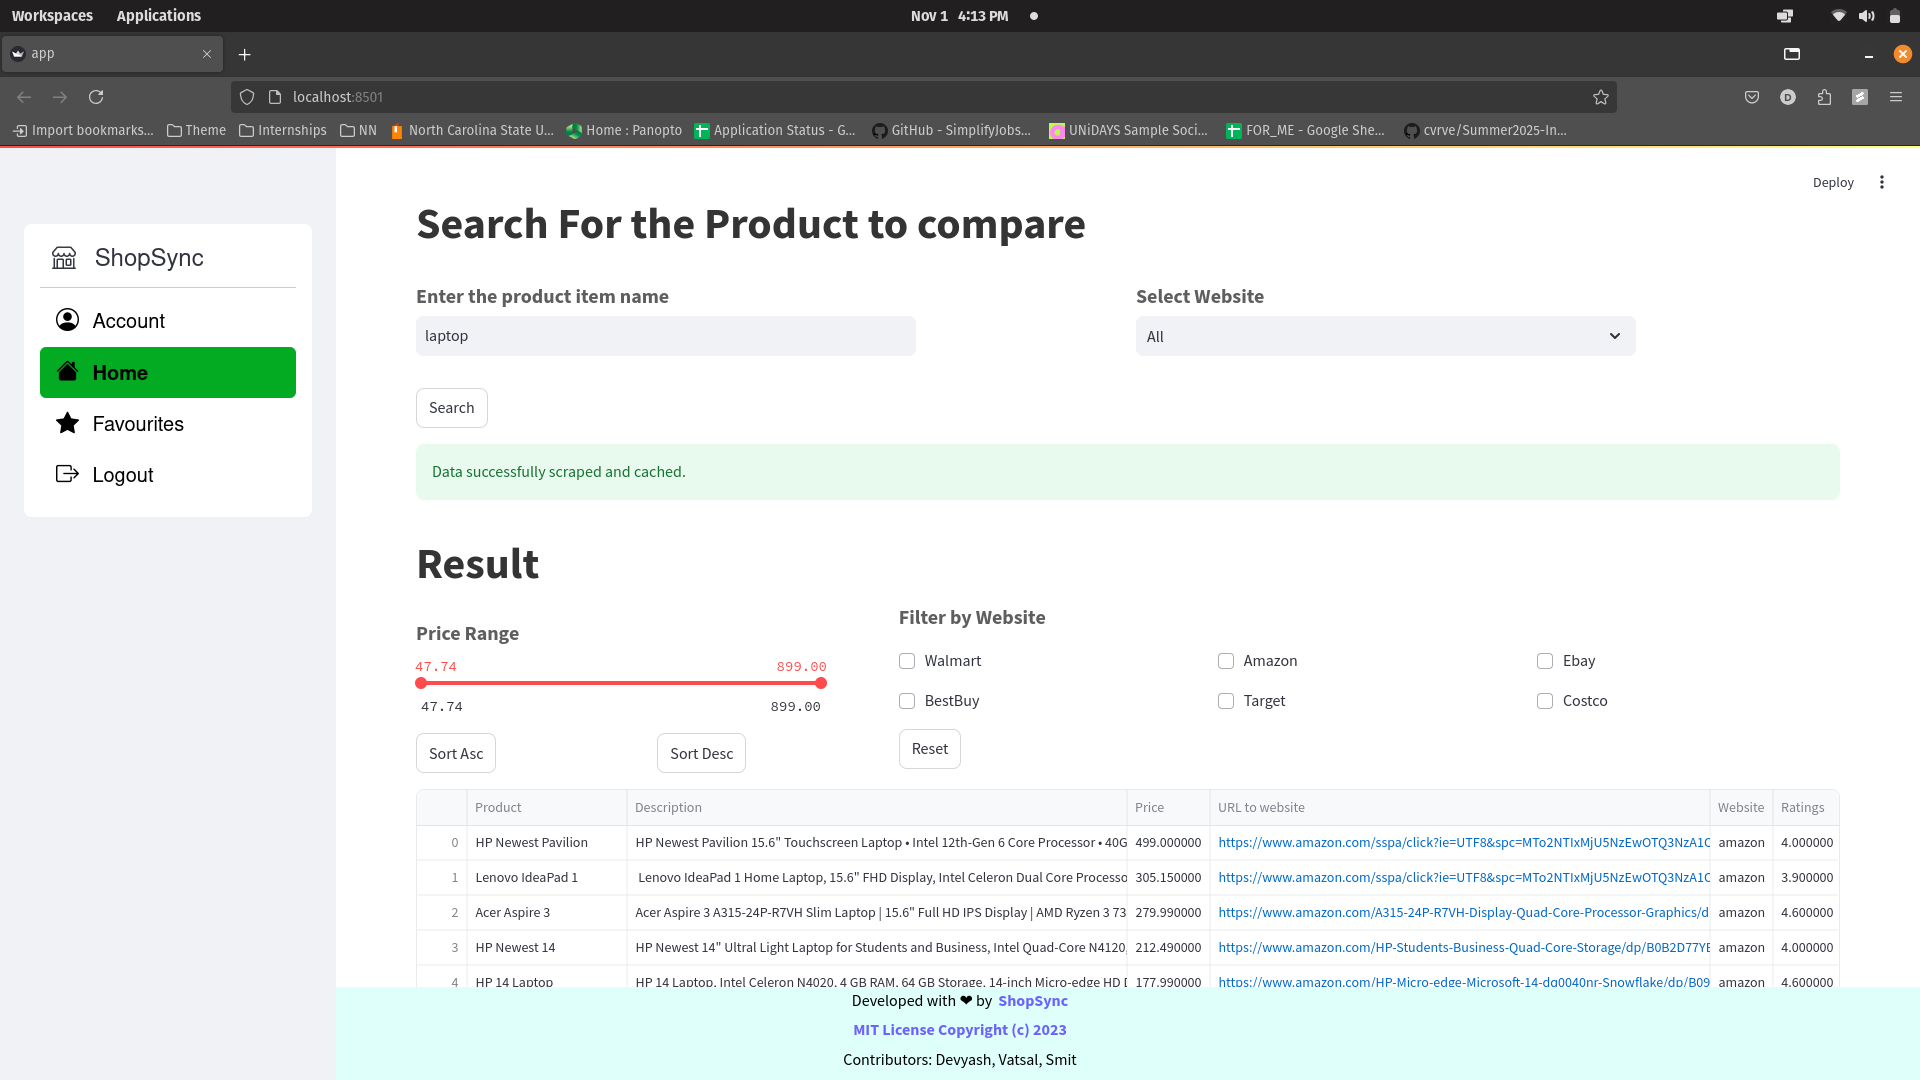 Workspaces Applications Nov 1 4:13 PM
app
localhost:8501
Import bookmarks... Theme Internships NN North Carolina State U... Home : Panopto Application Status - G... GitHub - SimplifyJobs... UNiDAYS Sample Soci... FOR_ME - Google She... cvrve/Summer2025-In...
Deploy
ShopSync
Account
Home
Favourites
Logout
Search For the Product to compare
Enter the product item name Select Website
laptop All
Search
Data successfully scraped and cached.
Result
Price Range
47.74 899.00
47.74 899.00
Sort Asc Sort Desc
Filter by Website
Walmart Amazon Ebay
BestBuy Target Costco
Reset
Product Description Price URL to website Website Ratings
0 HP Newest Pavilion HP Newest Pavilion 15.6" Touchscreen Laptop • Intel 12th-Gen 6 Core Processor • 40G 499.000000 https://www.amazon.com/sspa/click?ie=UTF8&spc=MTo2NTIxMjU5NzEwOTQ3NzA1C amazon 4.000000
1 Lenovo IdeaPad 1 Lenovo IdeaPad 1 Home Laptop, 15.6" FHD Display, Intel Celeron Dual Core Processo 305.150000 https://www.amazon.com/sspa/click?ie=UTF8&spc=MTo2NTIxMjU5NzEwOTQ3NzA1C amazon 3.900000
2 Acer Aspire 3 Acer Aspire 3 A315-24P-R7VH Slim Laptop | 15.6" Full HD IPS Display | AMD Ryzen 3 73 279.990000 https://www.amazon.com/A315-24P-R7VH-Display-Quad-Core-Processor-Graphics/d amazon 4.600000
3 HP Newest 14 HP Newest 14" Ultral Light Laptop for Students and Business, Intel Quad-Core N4120, 212.490000 https://www.amazon.com/HP-Students-Business-Quad-Core-Storage/dp/B0B2D77YE amazon 4.000000
4 HP 14 Laptop HP 14 Laptop, Intel Celeron N4020, 4 GB RAM, 64 GB Storage, 14-inch Micro-edge HD D 177.990000 https://www.amazon.com/HP-Micro-edge-Microsoft-14-dq0040nr-Snowflake/dp/B09 amazon 4.600000
Developed with ❤ by ShopSync
MIT License Copyright (c) 2023
Contributors: Devyash, Vatsal, Smit